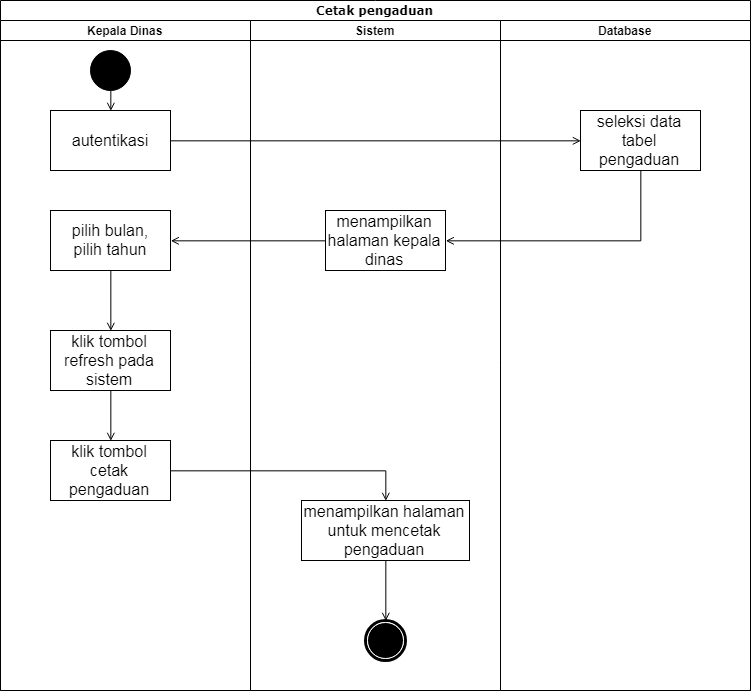 Cetak pengaduan
Kepala Dinas
Sistem
Database
autentikasi
seleksi data
tabel
pengaduan
menampilkan
halaman kepala
dinas
pilih bulan,
pilih tahun
klik tombol
refresh pada
sistem
klik tombol
cetak
pengaduan
menampilkan halaman
untuk mencetak
pengaduan